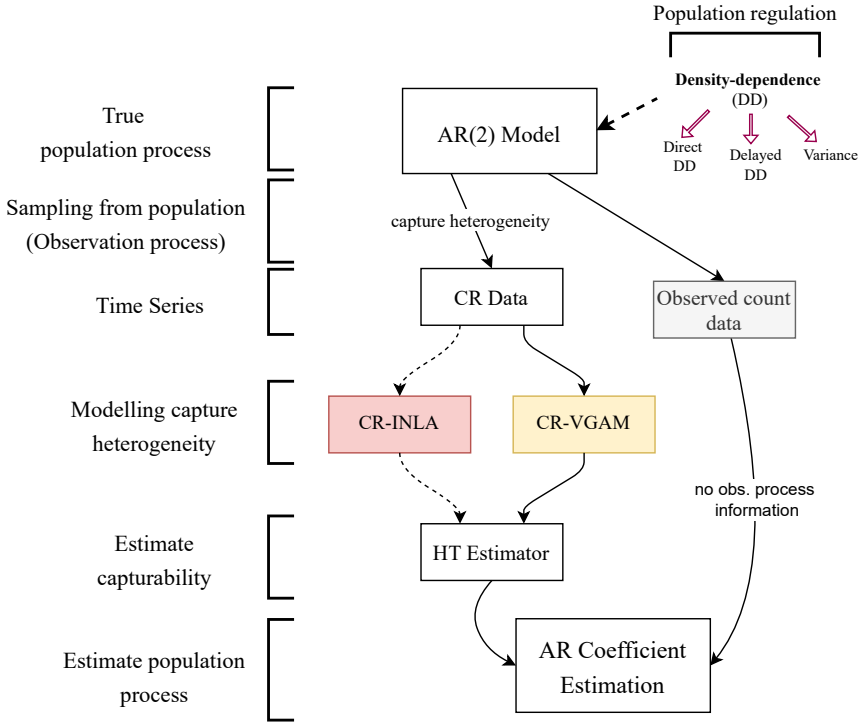 Population regulation
Density-dependence
(DD)
Direct
DD
Delayed
DD
Variance
True
population process
AR(2) Model
Sampling from population
(Observation process)
capture heterogeneity
Time Series
CR Data
Observed count
data
Modelling capture
heterogeneity
CR-INLA
CR-VGAM
no obs. process
information
Estimate
capturability
HT Estimator
Estimate population
process
AR Coefficient
Estimation